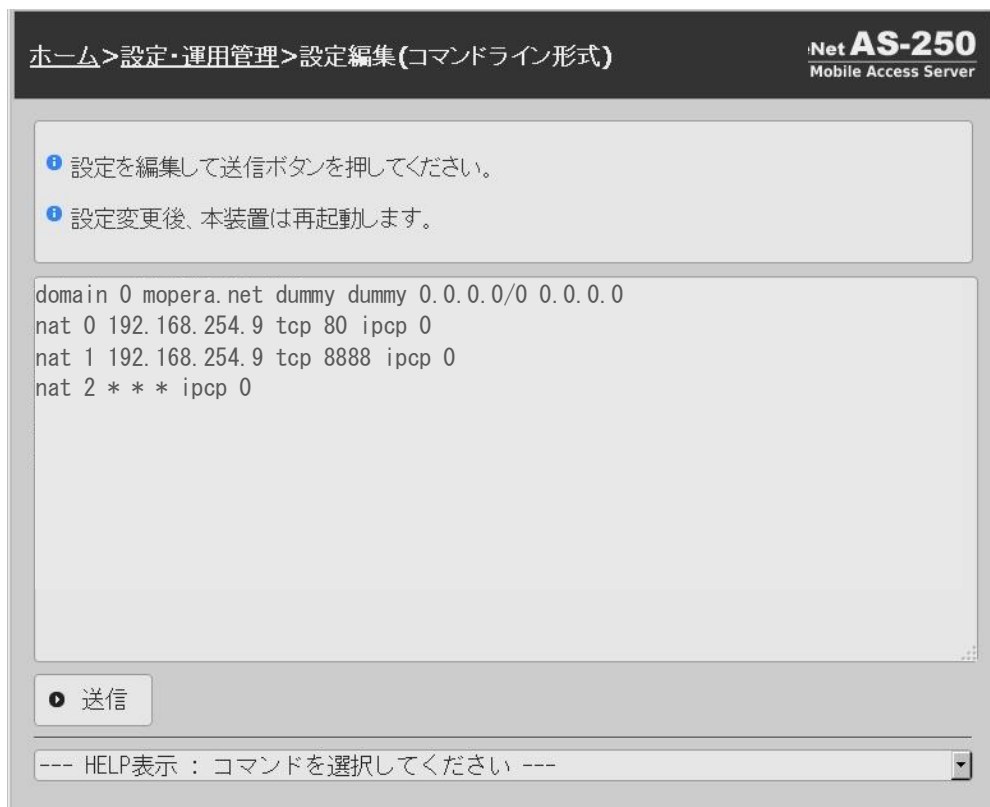 ホーム>設定・運用管理>設定編集(コマンドライン形式)
Net AS-250
Mobile Access Server
設定を編集して送信ボタンを押してください。
設定変更後、本装置は再起動します。
domain 0 mopera.net dummy dummy 0.0.0.0/0 0.0.0.0
nat 0 192.168.254.9 tcp 80 ipcp 0
nat 1 192.168.254.9 tcp 8888 ipcp 0
nat 2 * * * ipcp 0
送信
--- HELP表示 : コマンドを選択してください ---